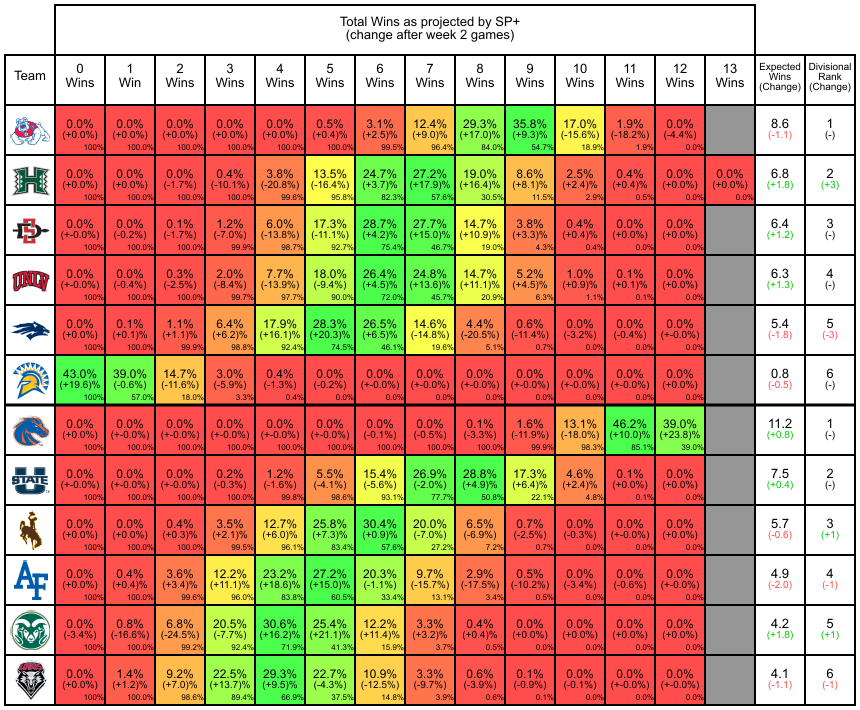 Total Wins as projected by SP+
(change after week 2 games)
Team
0 Wins
1 Win
2 Wins
3 Wins
4 Wins
5 Wins
6 Wins
7 Wins
8 Wins
9 Wins
10 Wins
11 Wins
12 Wins
13 Wins
Expected Wins (Change)
Divisional Rank (Change)
0.0% 0.0% 0.0% 0.0% 0.0% 0.5% 3.1% 12.4% 29.3% 35.8% 17.0% 1.9% 0.0% 8.6 1
(+0.0%) (+0.0%) (+0.0%) (+0.0%) (+0.0%) (+0.4%) (+2.5%) (+9.0%) (+17.0%) (+9.3%) (-15.6%) (-18.2%) (-4.4%) (-1.1) (-)
100% 100.0% 100.0% 100.0% 100.0% 100.0% 99.5% 96.4% 84.0% 54.7% 18.9% 1.9% 0.0%
H
0.0% 0.0% 0.0% 0.4% 3.8% 13.5% 24.7% 27.2% 19.0% 8.6% 2.5% 0.4% 0.0% 0.0% 6.8 2
(+0.0%) (+0.0%) (-1.7%) (-10.1%) (-20.8%) (-16.4%) (+3.7%) (+17.9%) (+16.4%) (+8.1%) (+2.4%) (+0.4%) (+0.0%) (+0.0%) (+1.8) (+3)
100% 100.0% 100.0% 100.0% 99.6% 95.8% 82.3% 57.6% 30.5% 11.5% 2.9% 0.5% 0.0% 0.0%
SD
0.0% 0.0% 0.1% 1.2% 6.0% 17.3% 28.7% 27.7% 14.7% 3.8% 0.4% 0.0% 0.0% 6.4 3
(+-0.0%) (-0.2%) (-1.7%) (-7.0%) (-13.8%) (-11.1%) (+4.2%) (+15.0%) (+10.9%) (+3.3%) (+0.4%) (+0.0%) (+0.0%) (+1.2) (-)
100% 100.0% 100.0% 99.9% 98.7% 92.7% 75.4% 46.7% 19.0% 4.3% 0.4% 0.0% 0.0%
UNLV
0.0% 0.0% 0.3% 2.0% 7.7% 18.0% 26.4% 24.8% 14.7% 5.2% 1.0% 0.1% 0.0% 6.3 4
(+-0.0%) (-0.4%) (-2.5%) (-8.4%) (-13.9%) (-9.4%) (+4.5%) (+13.6%) (+11.1%) (+4.5%) (+0.9%) (+0.1%) (+0.0%) (+1.3) (-)
100% 100.0% 100.0% 99.7% 97.7% 90.0% 72.0% 45.7% 20.9% 6.3% 1.1% 0.1% 0.0%
0.0% 0.1% 1.1% 6.4% 17.9% 28.3% 26.5% 14.6% 4.4% 0.6% 0.0% 0.0% 0.0% 5.4 5
(+0.0%) (+0.1%) (+1.1%) (+6.2%) (+16.1)% (+20.3)% (+6.5)% (-14.8)% (-20.5)% (-11.4)% (-3.2)% (-0.4)% (+0.0)% (-1.8) (-3)
100% 100.0% 99.9% 98.8% 92.4% 74.5% 46.1% 19.6% 5.1% 0.7% 0.0% 0.0% 0.0%
43.0% 39.0% 14.7% 3.0% 0.4% 0.0% 0.0% 0.0% 0.0% 0.0% 0.0% 0.0% 0.0% 0.8 6
(+19.6)% (-0.6)% (-11.6)% (-5.9)% (-1.3)% (-0.2)% (+-0.0)% (+-0.0)% (+-0.0)% (+-0.0)% (+-0.0)% (+-0.0)% (+-0.0)% (-0.5) (-)
100% 57.0% 18.0% 3.3% 0.4% 0.0% 0.0% 0.0% 0.0% 0.0% 0.0% 0.0% 0.0%
0.0% 0.0% 0.0% 0.0% 0.0% 0.0% 0.0% 0.0% 0.1% 1.6% 13.1% 46.2% 39.0% 11.2 1
(+0.0)% (+-0.0)% (+-0.0)% (+-0.0)% (+-0.0)% (+-0.0)% (-0.1)% (-0.5)% (-3.3)% (-11.9)% (-18.0)% (+10.0)% (+23.8)% (+0.8) (-)
100% 100.0% 100.0% 100.0% 100.0% 100.0% 100.0% 100.0% 100.0% 99.9% 98.3% 85.1% 39.0%
U STATE
0.0% 0.0% 0.0% 0.2% 1.2% 5.5% 15.4% 26.9% 28.8% 17.3% 4.6% 0.1% 0.0% 7.5 2
(+-0.0)% (+-0.0)% (+-0.0)% (-0.3)% (-1.6)% (-4.1)% (-5.6)% (-2.0)% (+4.9)% (+6.4)% (+2.4)% (+0.1)% (+0.0)% (+0.4) (-)
100% 100.0% 100.0% 100.0% 99.8% 98.6% 93.1% 77.7% 50.8% 22.1% 4.8% 0.1% 0.0%
0.0% 0.0% 0.4% 3.5% 12.7% 25.8% 30.4% 20.0% 6.5% 0.7% 0.0% 0.0% 0.0% 5.7 3
(+0.0)% (+0.0)% (+0.3)% (+2.1)% (+6.0)% (+7.3)% (+0.9)% (-7.0)% (-6.9)% (-2.5)% (-0.3)% (+-0.0)% (+0.0)% (-0.6) (+1)
100% 100.0% 100.0% 99.5% 96.1% 83.4% 57.6% 27.2% 7.2% 0.7% 0.0% 0.0% 0.0%
AF
0.0% 0.4% 3.6% 12.2% 23.2% 27.2% 20.3% 9.7% 2.9% 0.5% 0.0% 0.0% 0.0% 4.9 4
(+0.0)% (+0.4)% (+3.4)% (+11.1)% (+18.6)% (+15.0)% (-1.1)% (-15.7)% (-17.5)% (-10.2)% (-3.4)% (-0.6)% (+-0.0)% (-2.0) (-1)
100% 100.0% 99.6% 96.0% 83.8% 60.5% 33.4% 13.1% 3.4% 0.5% 0.0% 0.0% 0.0%
0.0% 0.8% 6.8% 20.5% 30.6% 25.4% 12.2% 3.3% 0.4% 0.0% 0.0% 0.0% 0.0% 4.2 5
(-3.4)% (-16.6)% (-24.5)% (-7.7)% (+16.2)% (+21.1)% (+11.4)% (+3.2)% (+0.4)% (+0.0)% (+0.0)% (+0.0)% (+0.0)% (+1.8) (+1)
100% 100.0% 99.2% 92.4% 71.9% 41.3% 15.9% 3.7% 0.5% 0.0% 0.0% 0.0% 0.0%
0.0% 1.4% 9.2% 22.5% 29.3% 22.7% 10.9% 3.3% 0.6% 0.1% 0.0% 0.0% 0.0% 4.1 6
(+0.0)% (+1.2)% (+7.0)% (+13.7)% (+9.5)% (-4.3)% (-12.5)% (-9.7)% (-3.9)% (-0.9)% (-0.1)% (+-0.0)% (+-0.0)% (-1.1) (-1)
100% 100.0% 98.6% 89.4% 66.9% 37.5% 14.8% 3.9% 0.6% 0.1% 0.0% 0.0% 0.0%